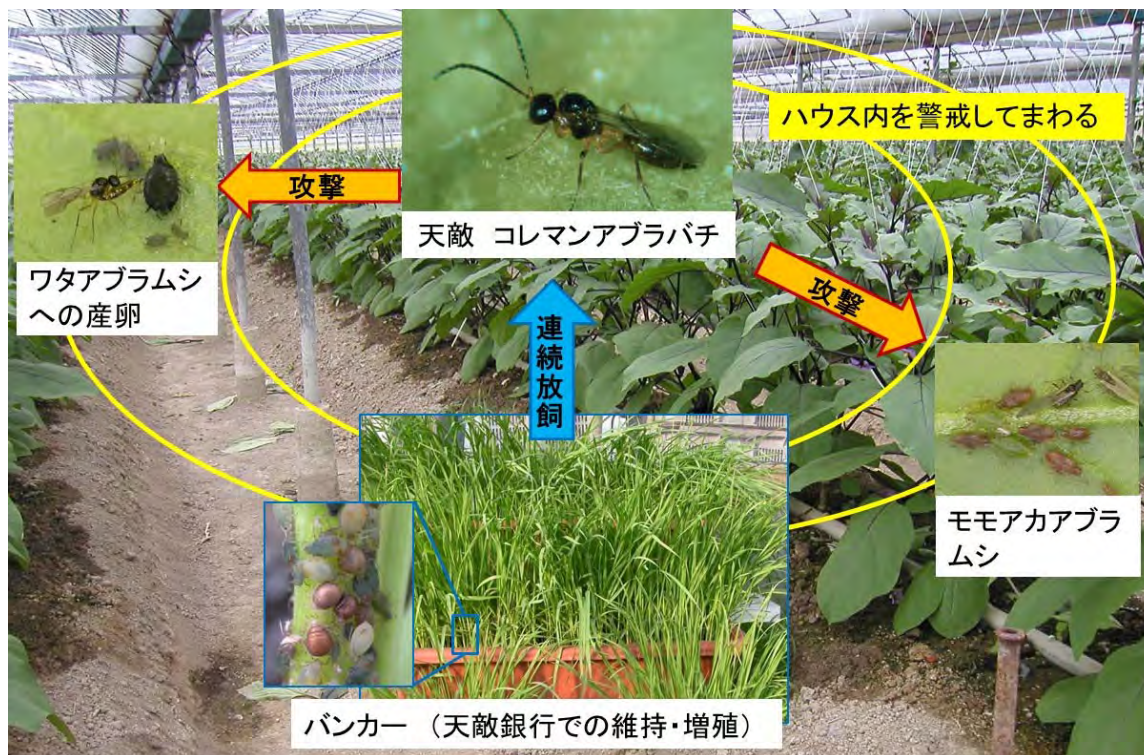 ハウス内を警戒してまわる
攻撃
天敵 コレマンアブラバチ
ワタアブラムシ
への産卵
攻撃
連続放飼
モモアカアブラ
ムシ
バンカー (天敵銀行での維持・増殖)